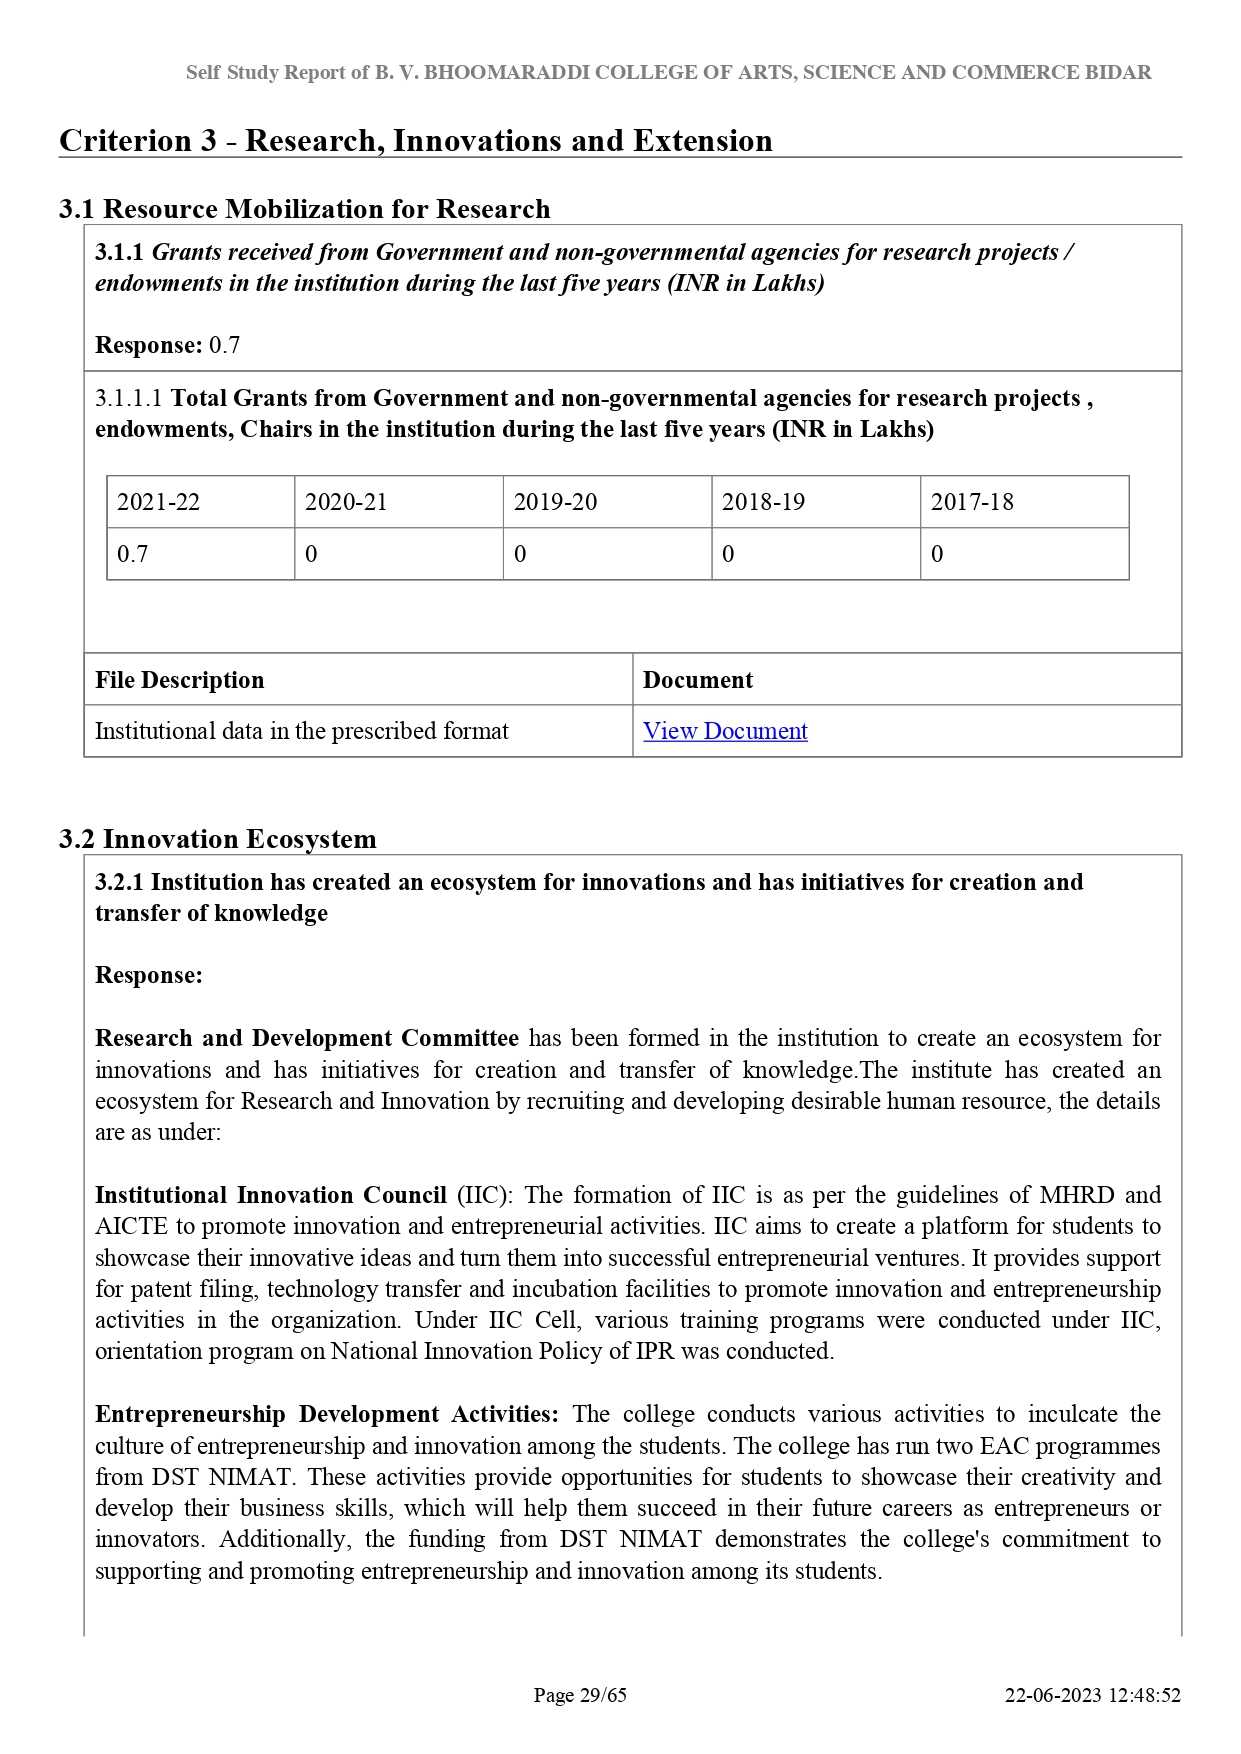 Self Study Report of B. V. BHOOMARADDI COLLEGE OF ARTS, SCIENCE AND COMMERCE BIDAR
Criterion 3 - Research, Innovations and Extension
3.1 Resource Mobilization for Research
3.1.1 Grants received from Government and non-governmental agencies for research projects /
endowments in the institution during the last five years (INR in Lakhs)
Response: 0.7
3.1.1.1 Total Grants from Government and non-governmental agencies for research projects ,
endowments, Chairs in the institution during the last five years (INR in Lakhs)
2021-22 2020-21 2019-20 2018-19 2017-18
0.7 0 0 0 0
File Description Document
Institutional data in the prescribed format View Document
3.2 Innovation Ecosystem
3.2.1 Institution has created an ecosystem for innovations and has initiatives for creation and
transfer of knowledge
Response:
Research and Development Committee has been formed in the institution to create an ecosystem for
innovations and has initiatives for creation and transfer of knowledge.The institute has created an
ecosystem for Research and Innovation by recruiting and developing desirable human resource, the details
are as under:
Institutional Innovation Council (IIC): The formation of IIC is as per the guidelines of MHRD and
AICTE to promote innovation and entrepreneurial activities. IIC aims to create a platform for students to
showcase their innovative ideas and turn them into successful entrepreneurial ventures. It provides support
for patent filing, technology transfer and incubation facilities to promote innovation and entrepreneurship
activities in the organization. Under IIC Cell, various training programs were conducted under IIC,
orientation program on National Innovation Policy of IPR was conducted.
Entrepreneurship Development Activities: The college conducts various activities to inculcate the
culture of entrepreneurship and innovation among the students. The college has run two EAC programmes
from DST NIMAT. These activities provide opportunities for students to showcase their creativity and
develop their business skills, which will help them succeed in their future careers as entrepreneurs or
innovators. Additionally, the funding from DST NIMAT demonstrates the college's commitment to
supporting and promoting entrepreneurship and innovation among its students.
Page 29/65 22-06-2023 12:48:52